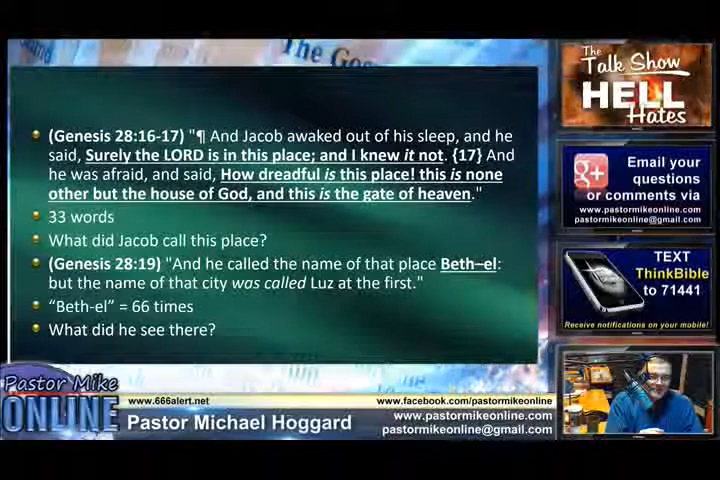 The Gos
(Genesis 28:16-17) "¶ And Jacob awaked out of his sleep, and he
said, Surely the LORD is in this place; and I knew it not. {17} And
he was afraid, and said, How dreadful is this place! this is none
other but the house of God, and this is the gate of heaven."
33 words
What did Jacob call this place?
(Genesis 28:19) "And he called the name of that place Beth–el:
but the name of that city was called Luz at the first."
"Beth-el" = 66 times
What did he see there?
The
Talk Show
HELL
Hates
g+
Email your
questions
or comments via
www.pastormikeonline.com
pastormikeonline@gmail.com
TEXT
ThinkBible
to 71441
Receive notifications on your mobile!
Pastor Mike
ONLINE
www.666alert.net
www.facebook.com/pastormikeonline
Pastor Michael Hoggard
www.pastormikeonline.com
pastormikeonline@gmail.com